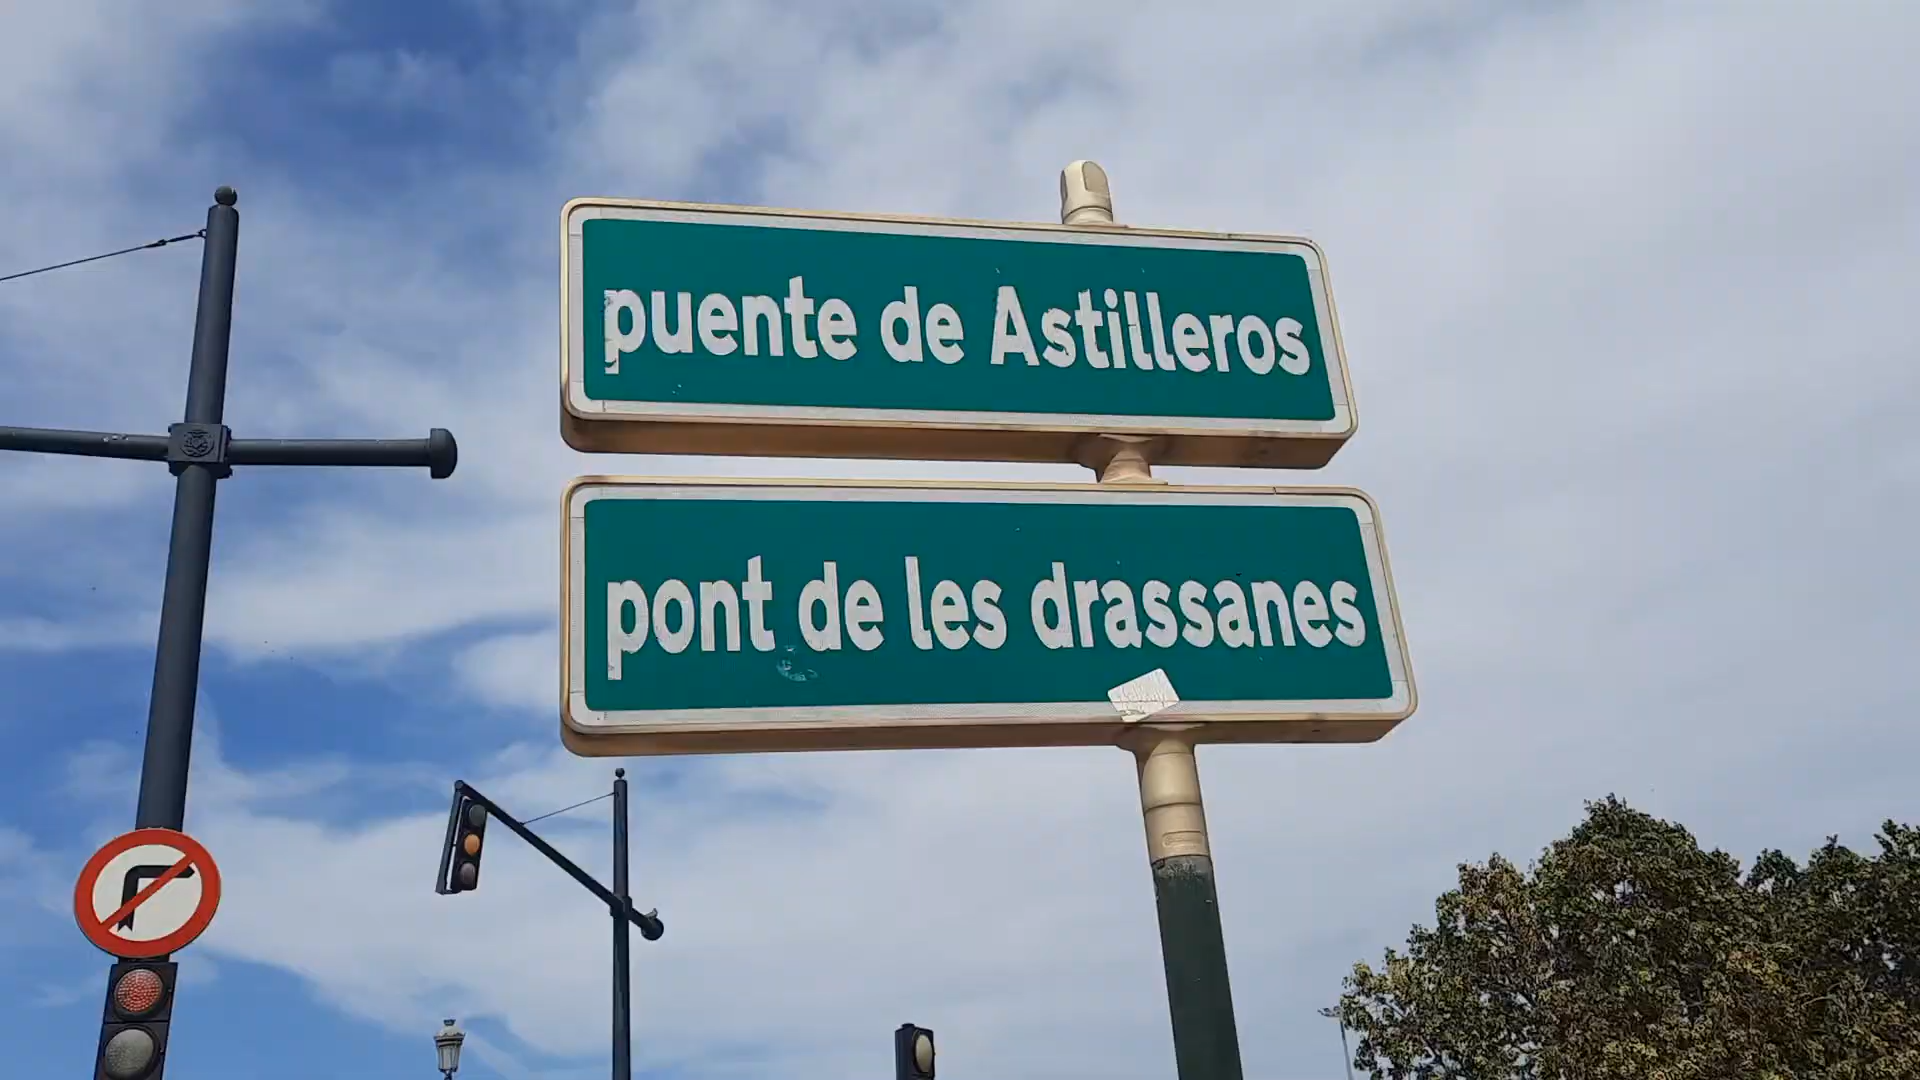 puente de Astilleros
pont de les drassanes